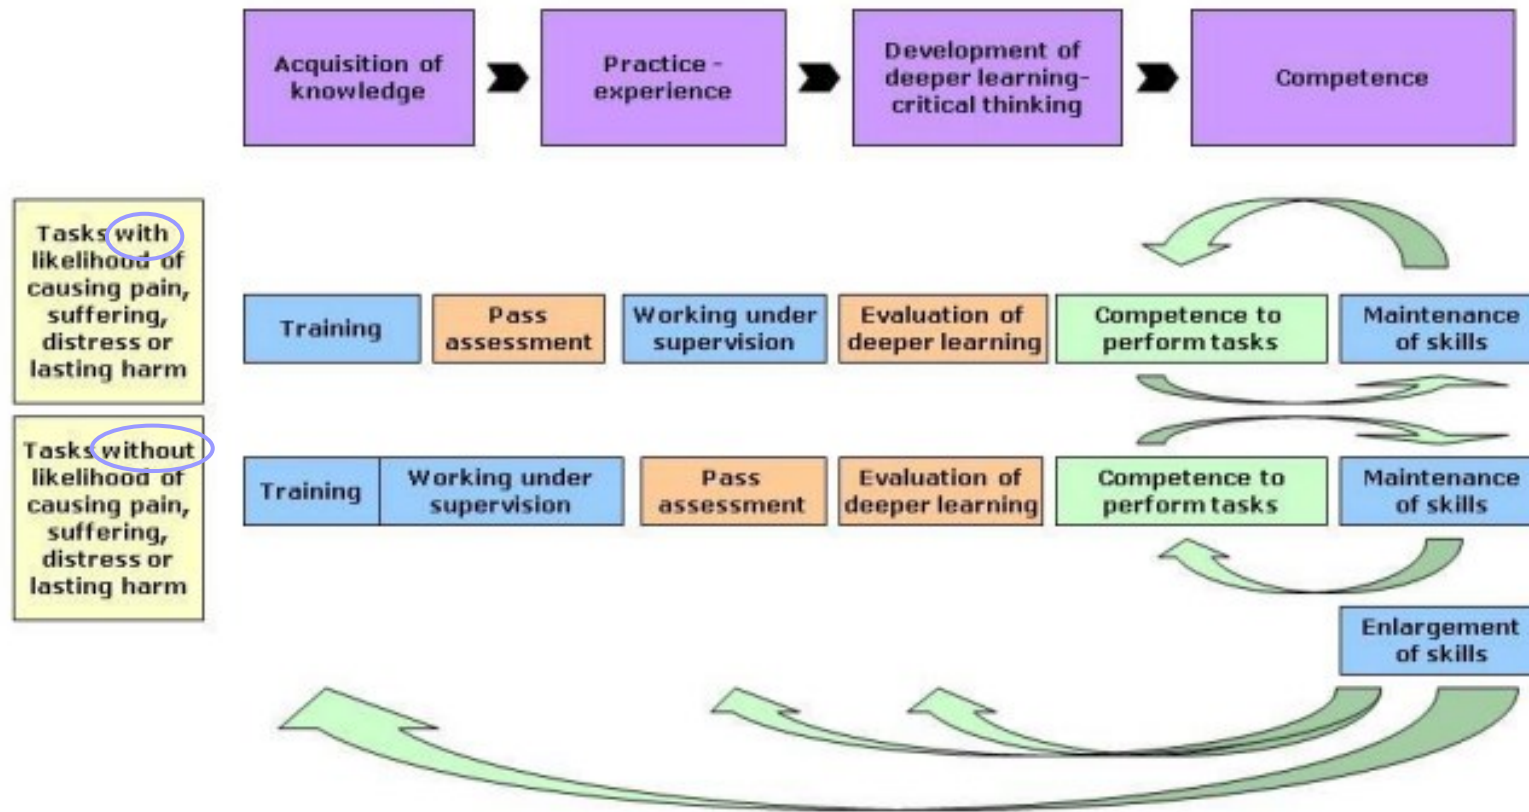 Acquisition of
knowledge
Practice -
experience
Development of
deeper learning-
critical thinking
Competence
Tasks with
likelihood of
causing pain,
suffering,
distress or
lasting harm
Training
Pass
assessment
Working under
supervision
Evaluation of
deeper learning
Competence to
perform tasks
Maintenance
of skills
Tasks without
likelihood of
causing pain,
suffering,
distress or
lasting harm
Training
Working under
supervision
Pass
assessment
Evaluation of
deeper learning
Competence to
perform tasks
Maintenance
of skills
Enlargement
of skills